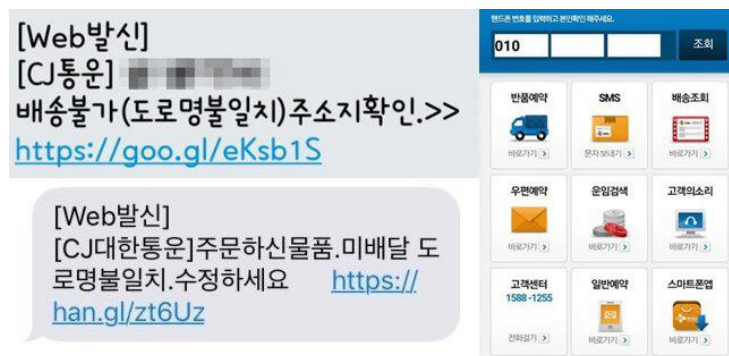 [Web발신]
[CJ통운]
배송불가(도로명불일치)주소지확인.>>
https://goo.gl/eKsb1S
[Web발신]
[CJ대한통운]주문하신물품.미배달 도
로명불일치.수정하세요 https://
han.gl/zt6Uz
핸드폰 번호를 입력하고 본인확인 해주세요.
010 조회
반품예약 SMS 배송조회
바로가기 문자 보내기 바로가기
우편예약 운임검색 고객의소리
바로가기 바로가기 바로가기
고객센터 일반예약 스마트폰앱
1588-1255
전화걸기 바로가기 바로가기